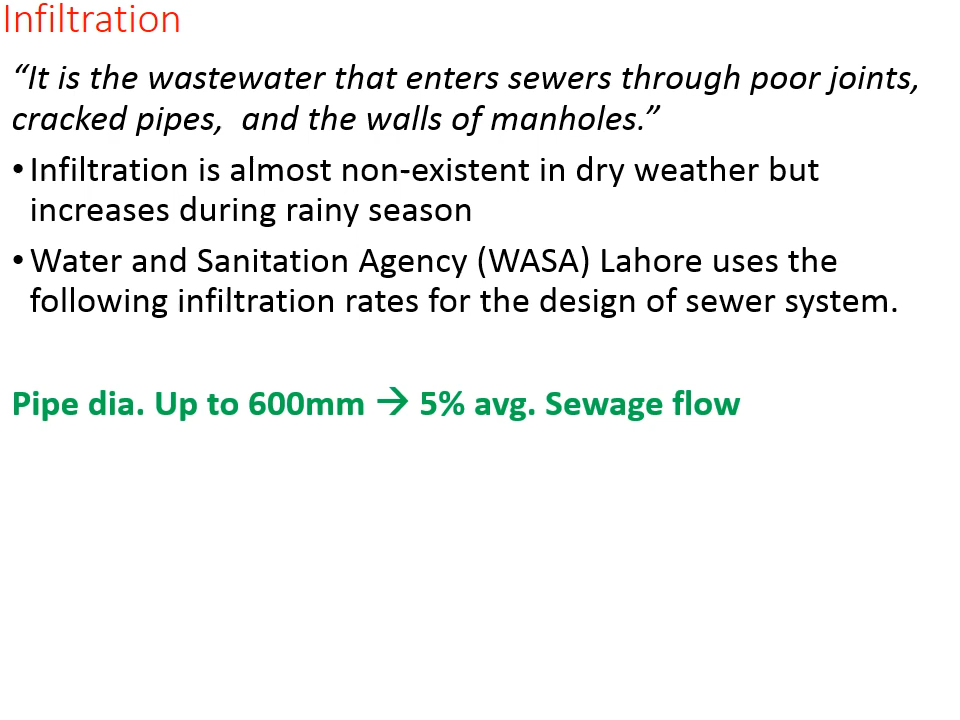 Infiltration
“It is the wastewater that enters sewers through poor joints,
cracked pipes,  and the walls of manholes.”
•Infiltration is almost non-existent in dry weather but
increases during rainy season
•Water and Sanitation Agency (WASA) Lahore uses the
following infiltration rates for the design of sewer system.
Pipe dia. Up to 600mm → 5% avg. Sewage flow